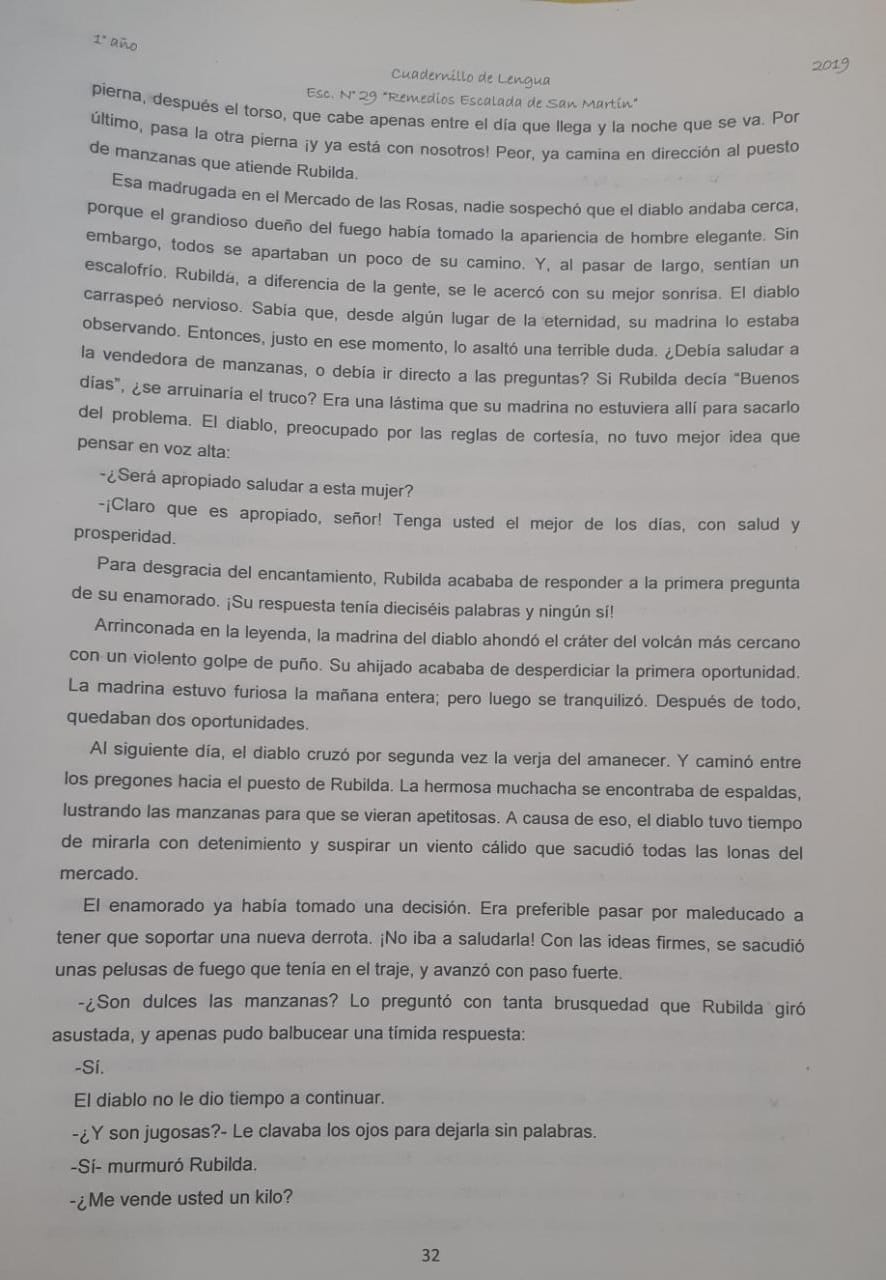 1° año
2019
Cuadernillo de Lengua
Esc. N° 29 "Remedios Escalada de San Martín"
pierna, después el torso, que cabe apenas entre el día que llega y la noche que se va. Por
último, pasa la otra pierna ¡y ya está con nosotros! Peor, ya camina en dirección al puesto
de manzanas que atiende Rubilda.
Esa madrugada en el Mercado de las Rosas, nadie sospechó que el diablo andaba cerca,
porque el grandioso dueño del fuego había tomado la apariencia de hombre elegante. Sin
embargo, todos se apartaban un poco de su camino. Y, al pasar de largo, sentían un
escalofrío. Rubilda, a diferencia de la gente, se le acercó con su mejor sonrisa. El diablo
carraspeó nervioso. Sabía que, desde algún lugar de la eternidad, su madrina lo estaba
observando. Entonces, justo en ese momento, lo asaltó una terrible duda. ¿Debía saludar a
la vendedora de manzanas, o debía ir directo a las preguntas? Si Rubilda decía “Buenos
días”, ¿se arruinaría el truco? Era una lástima que su madrina no estuviera allí para sacarlo
del problema. El diablo, preocupado por las reglas de cortesía, no tuvo mejor idea que
pensar en voz alta:
-¿Será apropiado saludar a esta mujer?
-¡Claro que es apropiado, señor! Tenga usted el mejor de los días, con salud y
prosperidad.
Para desgracia del encantamiento, Rubilda acababa de responder a la primera pregunta
de su enamorado. ¡Su respuesta tenía dieciséis palabras y ningún sí!
Arrinconada en la leyenda, la madrina del diablo ahondó el cráter del volcán más cercano
con un violento golpe de puño. Su ahijado acababa de desperdiciar la primera oportunidad.
La madrina estuvo furiosa la mañana entera; pero luego se tranquilizó. Después de todo,
quedaban dos oportunidades.
Al siguiente día, el diablo cruzó por segunda vez la verja del amanecer. Y caminó entre
los pregones hacia el puesto de Rubilda. La hermosa muchacha se encontraba de espaldas,
lustrando las manzanas para que se vieran apetitosas. A causa de eso, el diablo tuvo tiempo
de mirarla con detenimiento y suspirar un viento cálido que sacudió todas las lonas del
mercado.
El enamorado ya había tomado una decisión. Era preferible pasar por maleducado a
tener que soportar una nueva derrota. ¡No iba a saludarla! Con las ideas firmes, se sacudió
unas pelusas de fuego que tenía en el traje, y avanzó con paso fuerte.
-¿Son dulces las manzanas? Lo preguntó con tanta brusquedad que Rubilda giró
asustada, y apenas pudo balbucear una tímida respuesta:
-Sí.
El diablo no le dio tiempo a continuar.
-¿Y son jugosas?- Le clavaba los ojos para dejarla sin palabras.
-Sí- murmuró Rubilda.
-¿Me vende usted un kilo?
32